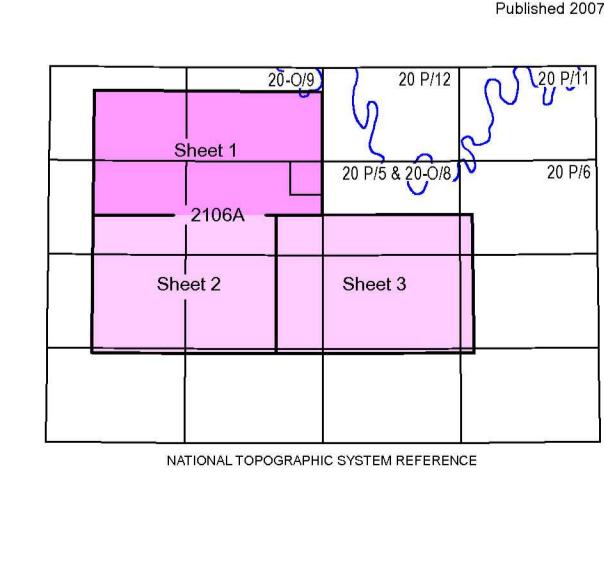 Published 2007
20-O/9
20 P/12
20 P/11
Sheet 1
20 P/5 & 20-O/8
20 P/6
2106A
Sheet 2
Sheet 3
NATIONAL TOPOGRAPHIC SYSTEM REFERENCE